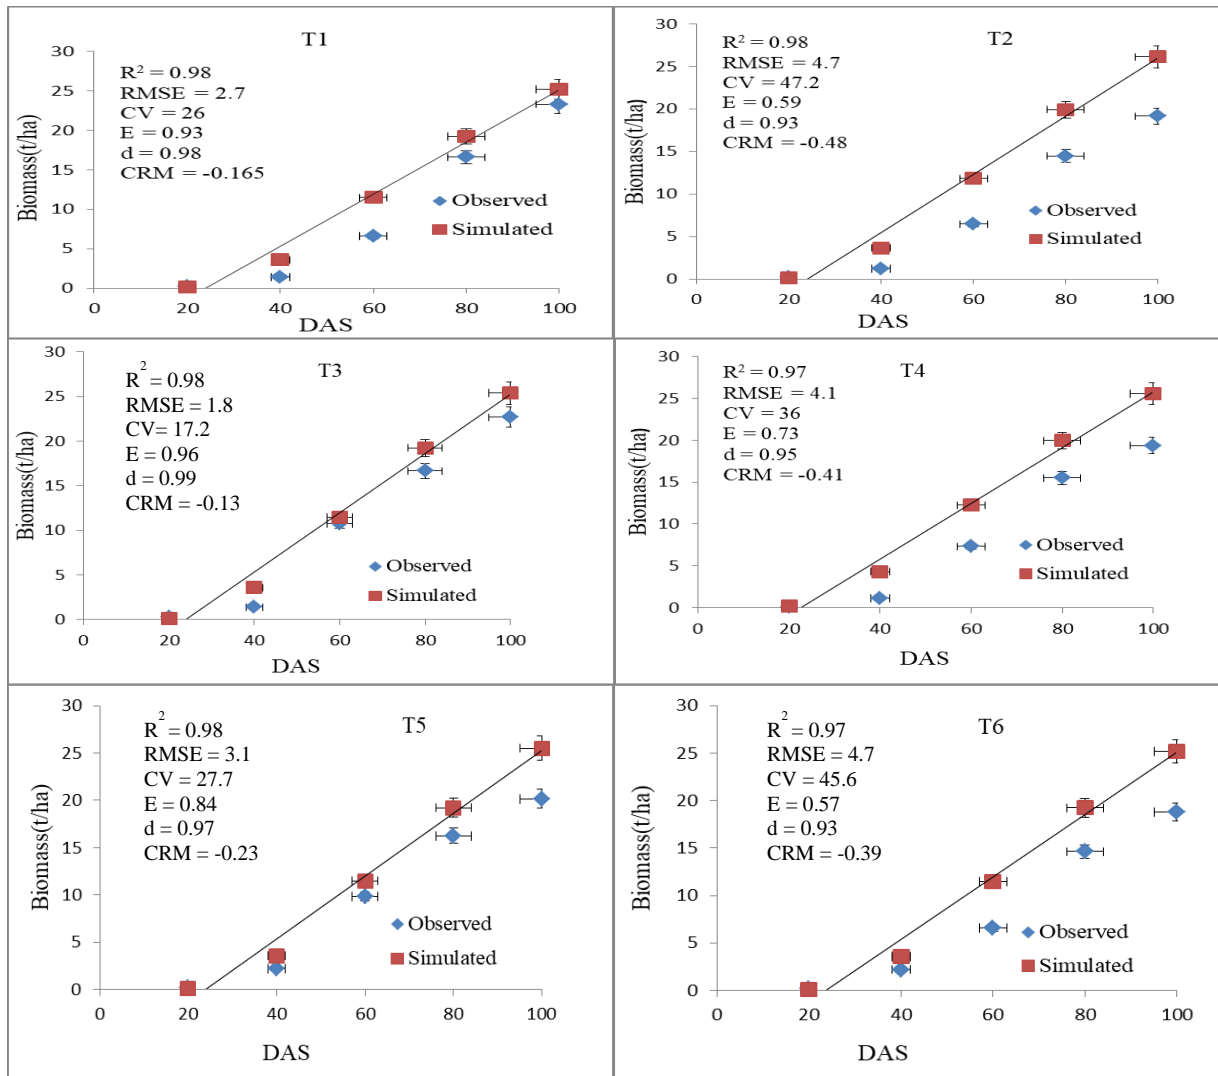 T1
R² = 0.98
RMSE = 2.7
CV = 26
E = 0.93
d = 0.98
CRM = -0.165
Biomass(t/ha)
30
25
20
15
10
5
0
Observed
Simulated
0 20 40 60 80 100
DAS
T2
R² = 0.98
RMSE = 4.7
CV = 47.2
E = 0.59
d = 0.93
CRM = -0.48
Biomass(t/ha)
30
25
20
15
10
5
0
Observed
Simulated
0 20 40 60 80 100
DAS
T3
R² = 0.98
RMSE = 1.8
CV= 17.2
E = 0.96
d = 0.99
CRM = -0.13
Biomass(t/ha)
30
25
20
15
10
5
0
Observed
Simulated
0 20 40 60 80 100
DAS
T4
R² = 0.97
RMSE = 4.1
CV = 36
E = 0.73
d = 0.95
CRM = -0.41
Biomass(t/ha)
30
25
20
15
10
5
0
Observed
Simulated
0 20 40 60 80 100
DAS
T5
R² = 0.98
RMSE = 3.1
CV = 27.7
E = 0.84
d = 0.97
CRM = -0.23
Biomass(t/ha)
30
25
20
15
10
5
0
Observed
Simulated
0 20 40 60 80 100
DAS
T6
R² = 0.97
RMSE = 4.7
CV = 45.6
E = 0.57
d = 0.93
CRM = -0.39
Biomass(t/ha)
30
25
20
15
10
5
0
Observed
Simulated
0 20 40 60 80 100
DAS